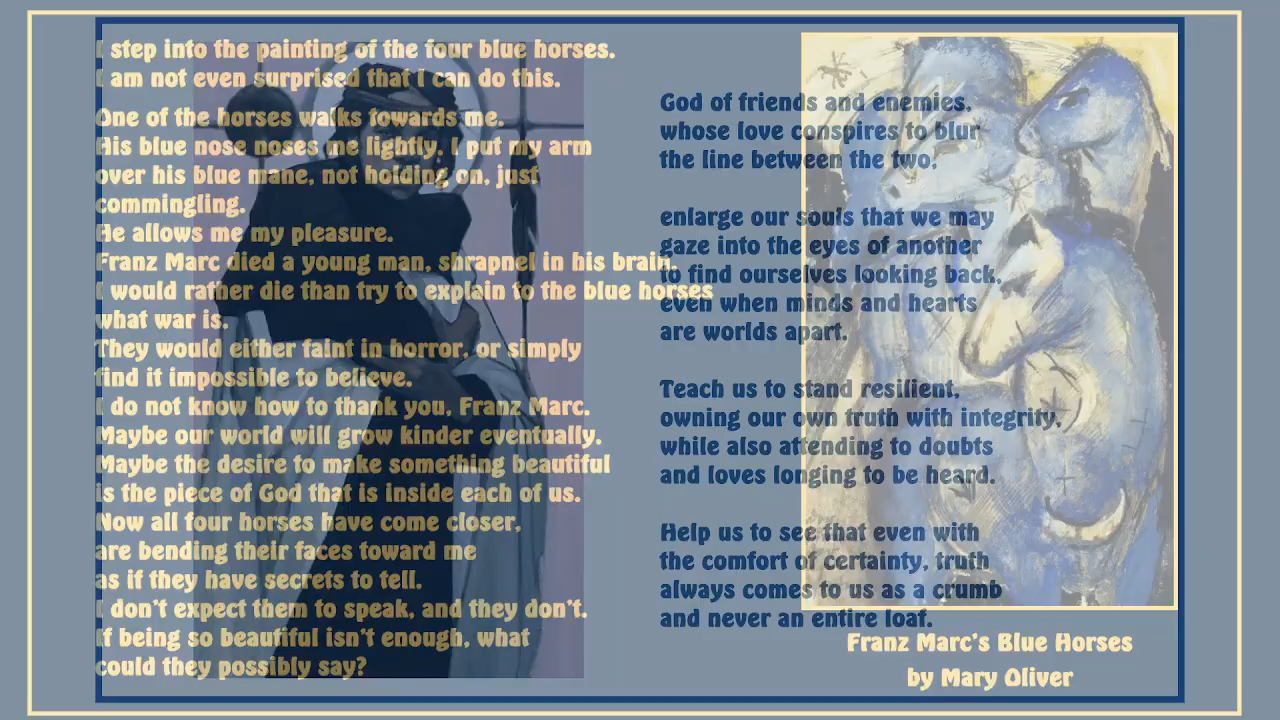 I step into the painting of the four blue horses.
I am not even surprised that I can do this.
One of the horses walks towards me.
His blue nose noses me lightly. I put my arm
over his blue mane, not holding on, just
commingling.
He allows me my pleasure.
Franz Marc died a young man, shrapnel in his brain.
I would rather die than try to explain to the blue horses
what war is.
They would either faint in horror, or simply
find it impossible to believe.
I do not know how to thank you, Franz Marc.
Maybe our world will grow kinder eventually.
Maybe the desire to make something beautiful
is the piece of God that is inside each of us.
Now all four horses have come closer,
are bending their faces toward me
as if they have secrets to tell.
I don't expect them to speak, and they don't.
If being so beautiful isn't enough, what
could they possibly say?
God of friends and enemies,
whose love conspires to blur
the line between the two,
enlarge our souls that we may
gaze into the eyes of another
to find ourselves looking back,
even when minds and hearts
are worlds apart.
Teach us to stand resilient,
owning our own truth with integrity,
while also attending to doubts
and loves longing to be heard.
Help us to see that even with
the comfort of certainty, truth
always comes to us as a crumb
and never an entire loaf.
Franz Marc's Blue Horses
by Mary Oliver